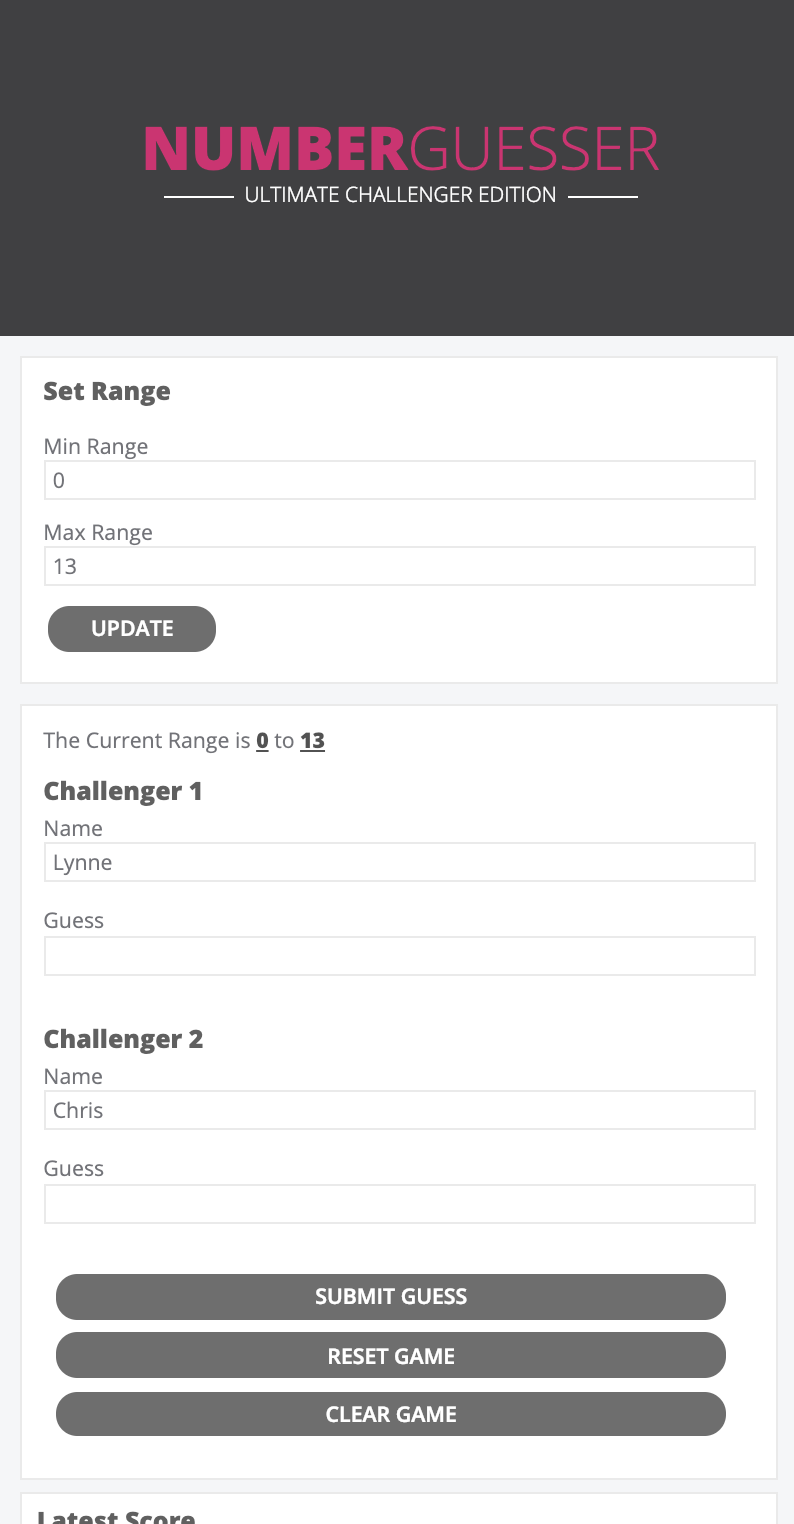 NUMBERGUESSER
ULTIMATE CHALLENGER EDITION
Set Range
Min Range
0
Max Range
13
UPDATE
The Current Range is 0 to 13
Challenger 1
Name
Lynne
Guess
Challenger 2
Name
Chris
Guess
SUBMIT GUESS
RESET GAME
CLEAR GAME
Latest Score